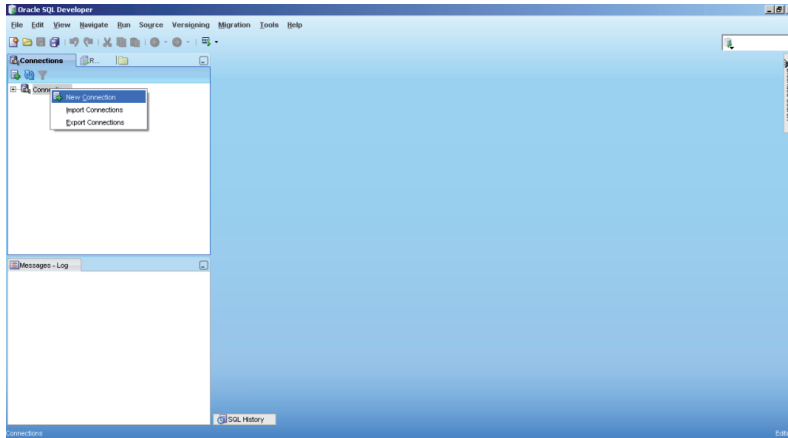 Oracle SQL Developer
File Edit View Navigate Run Source Versioning Migration Tools Help
Connections R...
New Connection
Import Connections
Export Connections
Messages - Log
SQL History
Connections